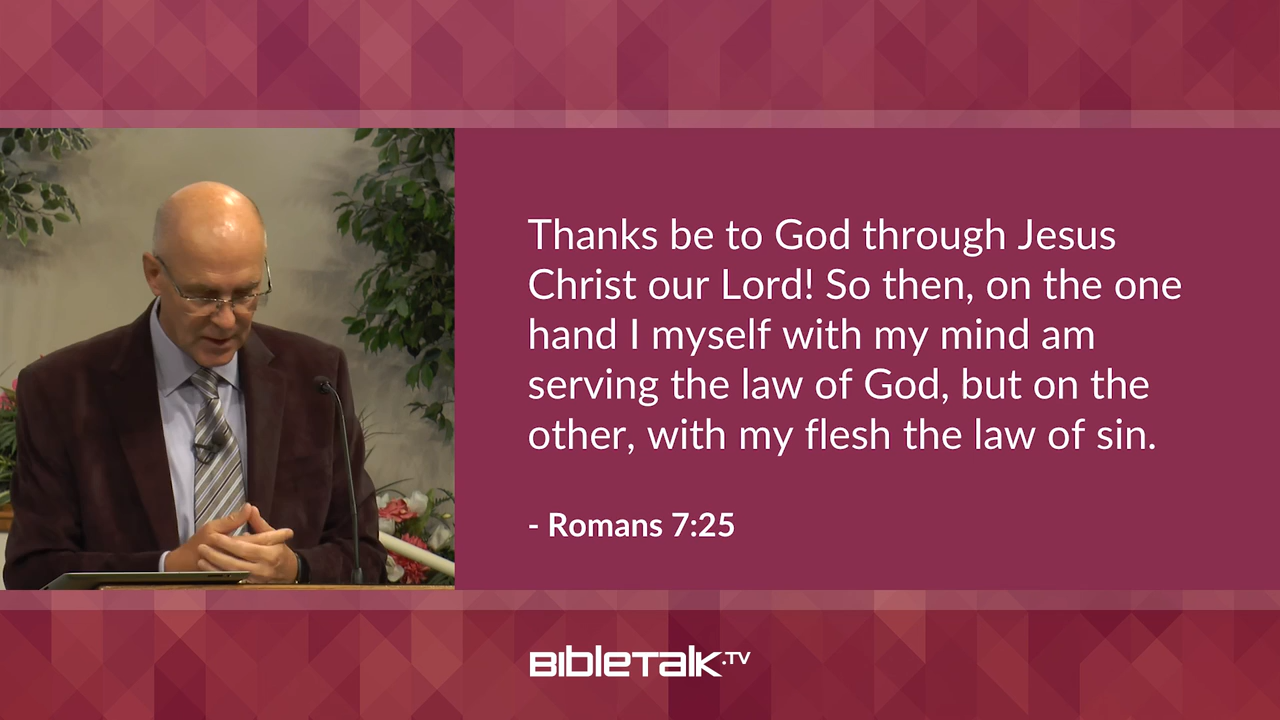 Thanks be to God through Jesus
Christ our Lord! So then, on the one
hand I myself with my mind am
serving the law of God, but on the
other, with my flesh the law of sin.
- Romans 7:25
BIBLETALK.TV